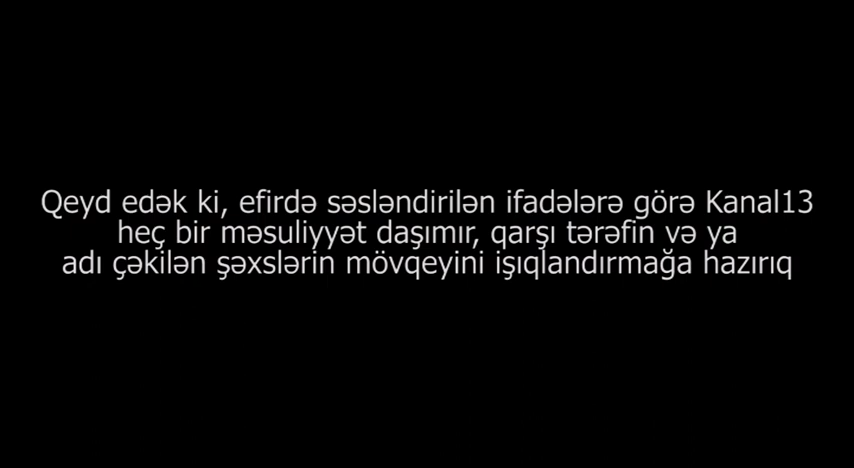 Qeyd edək ki, efirdə səsləndirilən ifadələrə görə Kanal13
heç bir məsuliyyət daşımır, qarşı tərəfin və ya
adı çəkilən şəxslərin mövqeyini işıqlandırmağa hazırıq